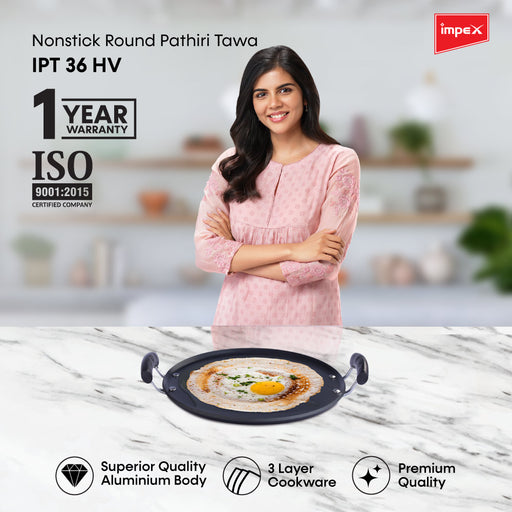 impex
Nonstick Round Pathiri Tawa
IPT 36 HV
1 YEAR
WARRANTY
ISO
9001:2015
CERTIFIED COMPANY
Superior Quality
Aluminium Body
3 Layer
Cookware
Premium
Quality